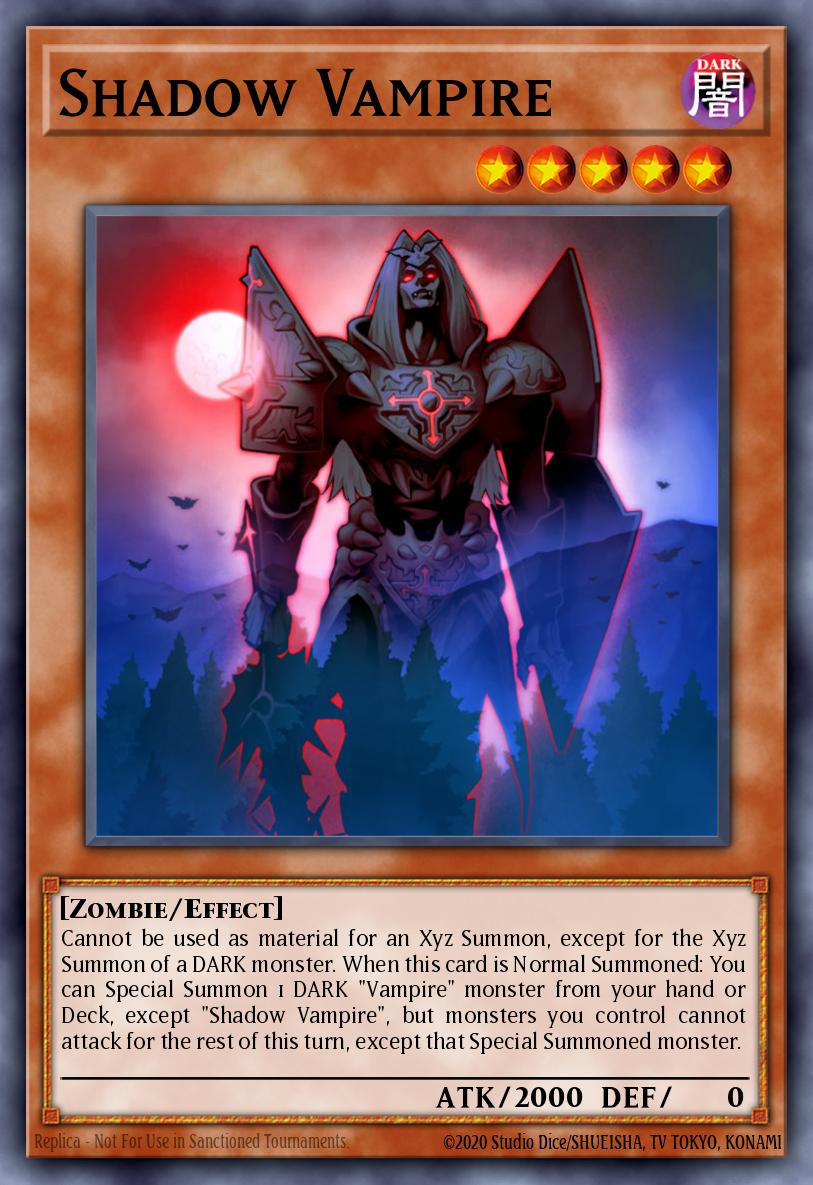 Shadow Vampire
DARK
闇
[Zombie/Effect]
Cannot be used as material for an Xyz Summon, except for the Xyz
Summon of a DARK monster. When this card is Normal Summoned: You
can Special Summon 1 DARK "Vampire" monster from your hand or
Deck, except "Shadow Vampire", but monsters you control cannot
attack for the rest of this turn, except that Special Summoned monster.
ATK/2000 DEF/ 0
Replica - Not For Use in Sanctioned Tournaments. ©2020 Studio Dice/SHUEISHA, TV TOKYO, KONAMI